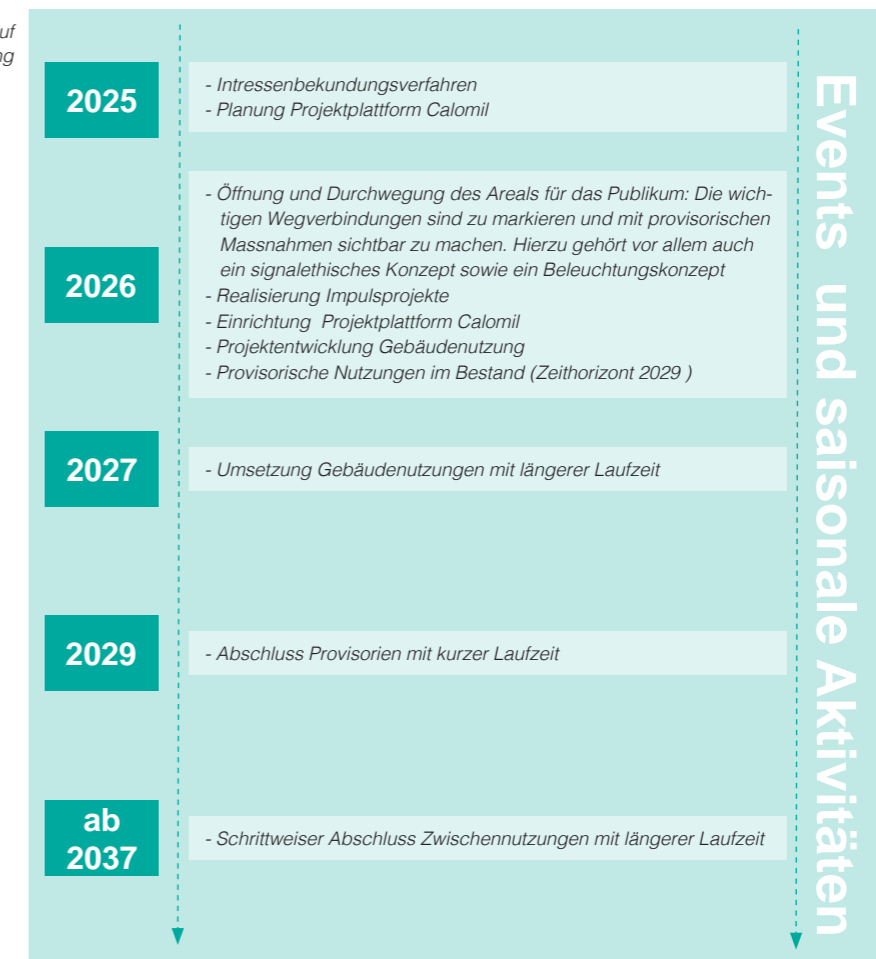 uf
ng
2025
- Intressenbekundungsverfahren
- Planung Projektplattform Calomil
2026
- Öffnung und Durchwegung des Areals für das Publikum: Die wich-
tigen Wegverbindungen sind zu markieren und mit provisorischen
Massnahmen sichtbar zu machen. Hierzu gehört vor allem auch
ein signalethisches Konzept sowie ein Beleuchtungskonzept
- Realisierung Impulsprojekte
- Einrichtung Projektplattform Calomil
- Projektentwicklung Gebäudenutzung
- Provisorische Nutzungen im Bestand (Zeithorizont 2029 )
2027
- Umsetzung Gebäudenutzungen mit längerer Laufzeit
2029
- Abschluss Provisorien mit kurzer Laufzeit
ab
2037
- Schrittweiser Abschluss Zwischennutzungen mit längerer Laufzeit
Events und saisonale Aktivitäten